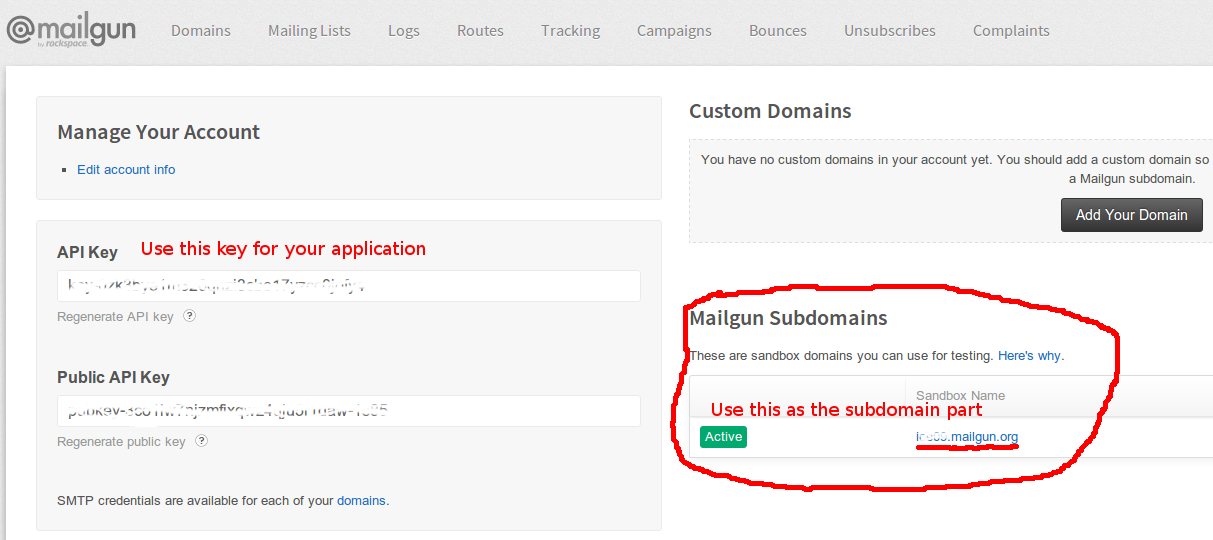 @mailgun
by rackspace
Domains
Mailing Lists
Logs
Routes
Tracking
Campaigns
Bounces
Unsubscribes
Complaints
Manage Your Account
Edit account info
API Key
Use this key for your application
Regenerate API key ?
Public API Key
Regenerate public key ?
SMTP credentials are available for each of your domains.
Custom Domains
You have no custom domains in your account yet. You should add a custom domain so
a Mailgun subdomain.
Add Your Domain
Mailgun Subdomains
These are sandbox domains you can use for testing. Here's why.
Sandbox Name
Use this as the subdomain part
Active
.mailgun.org